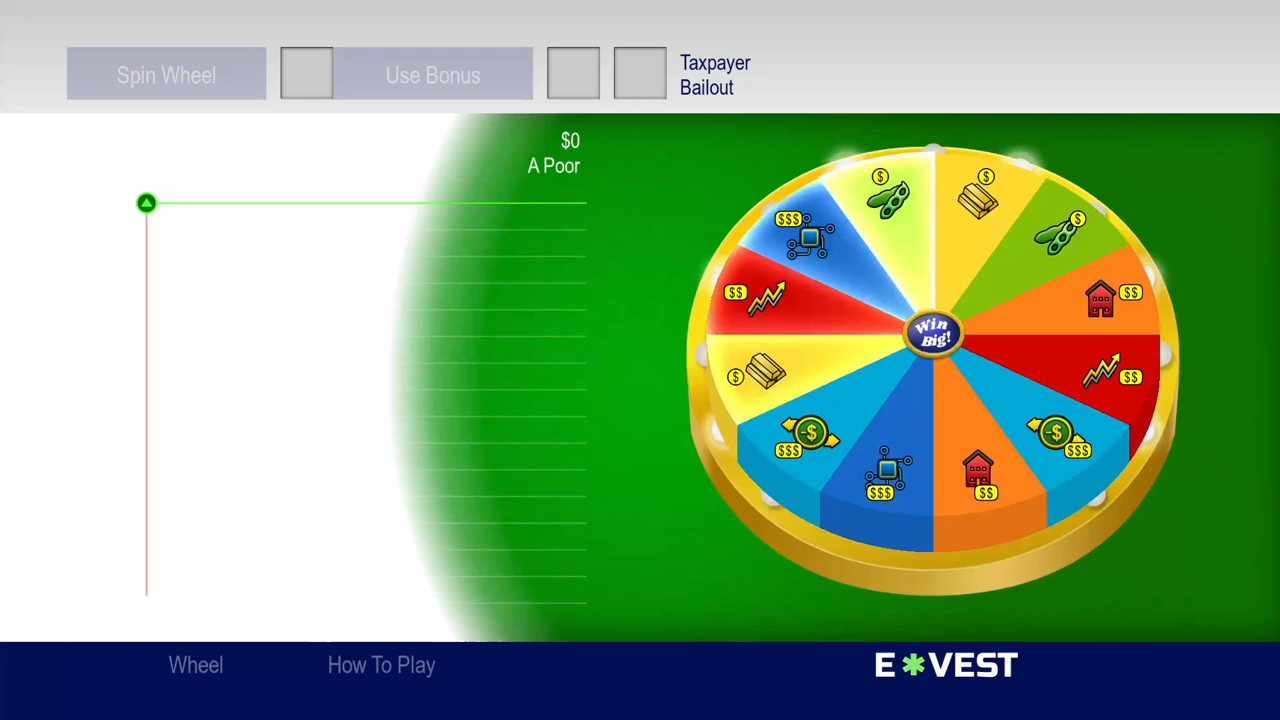 Spin Wheel
Use Bonus
Taxpayer
Bailout
$0
A Poor
$
$
$$$
$
$$
$$
Win
Big!
$
$$
-$
$$$
-$
$$$
$$$
$$
Wheel
How To Play
E*VEST